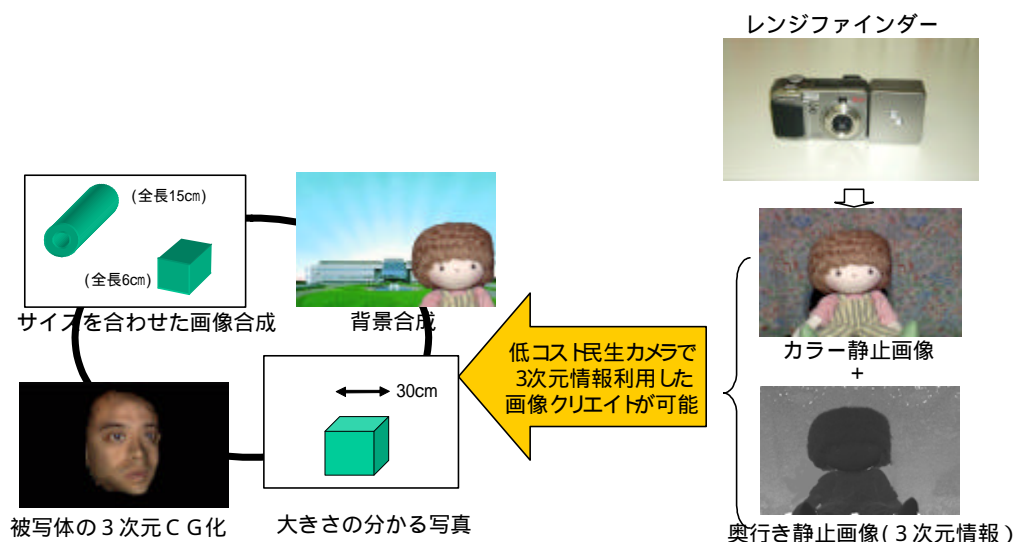 レンジファインダー
(全長15㎝)
(全長6㎝)
サイズを合わせた画像合成
背景合成
低コスト民生カメラで
3次元情報利用した
画像クリエイトが可能
カラー静止画像
+
30cm
被写体の３次元ＣＧ化
大きさの分かる写真
奥行き静止画像(３次元情報)